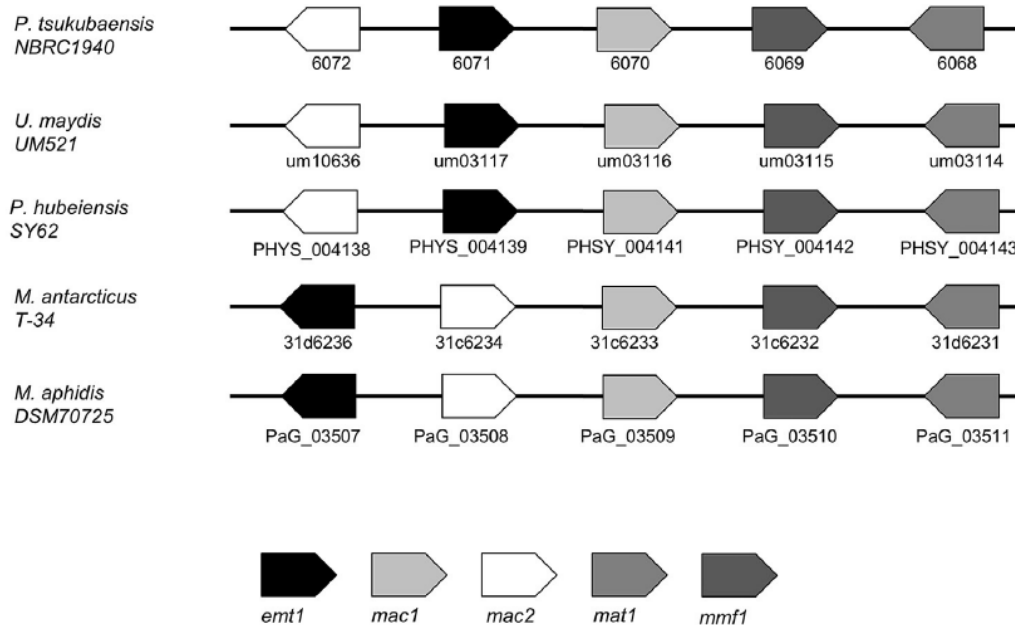 P. tsukubaensis
NBRC1940
6072 6071 6070 6069 6068
U. maydis
UM521
um10636 um03117 um03116 um03115 um03114
P. hubeiensis
SY62
PHYS_004138 PHYS_004139 PHSY_004141 PHSY_004142 PHSY_004143
M. antarcticus
T-34
31d6236 31c6234 31c6233 31c6232 31d6231
M. aphidis
DSM70725
PaG_03507 PaG_03508 PaG_03509 PaG_03510 PaG_03511
emt1 mac1 mac2 mat1 mmf1